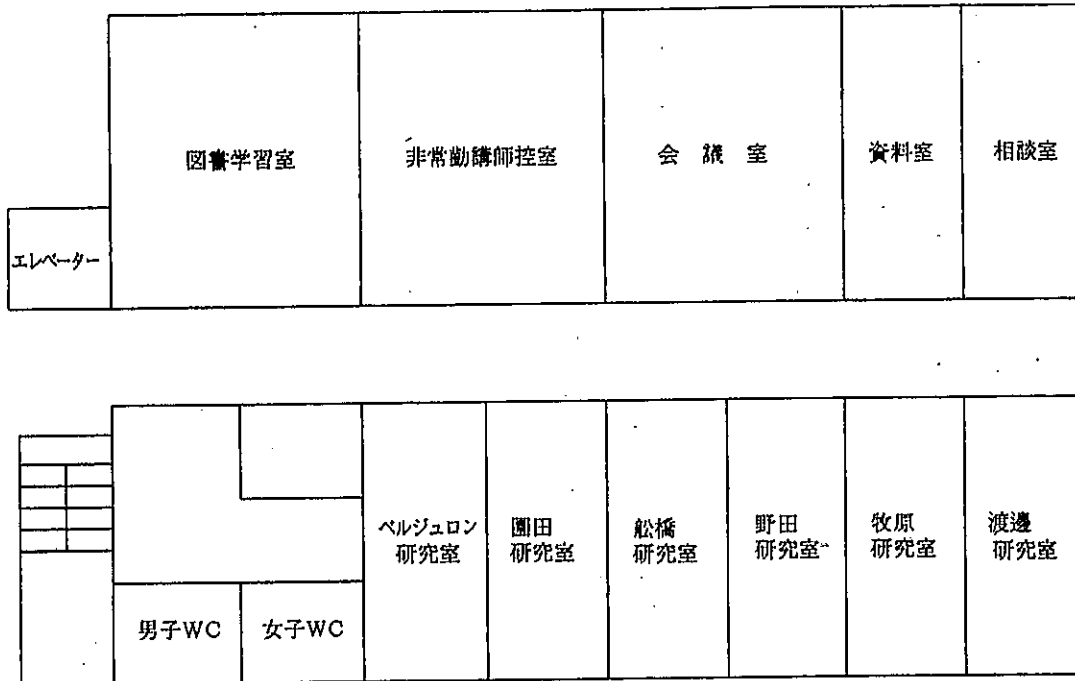 図書学習室
非常勤講師控室
会議室
資料室
相談室
エレベーター
ベルジュロン
研究室
園田
研究室
舩橋
研究室
野田
研究室
牧原
研究室
渡邊
研究室
男子WC
女子WC